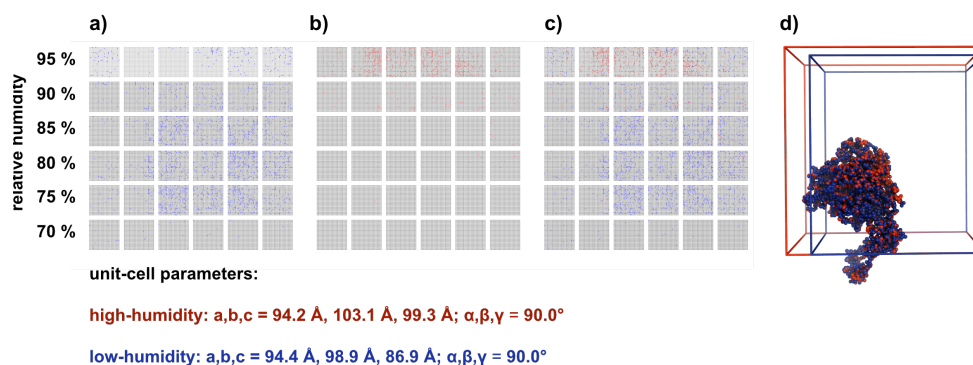 a) b) c) d)
95 %
90 %
85 %
80 %
75 %
70 %
relative numidity
unit-cell parameters:
high-humidity: a,b,c = 94.2 Å, 103.1 Å, 99.3 Å; α,β,γ = 90.0°
low-humidity: a,b,c = 94.4 Å, 98.9 Å, 86.9 Å; α,β,γ = 90.0°